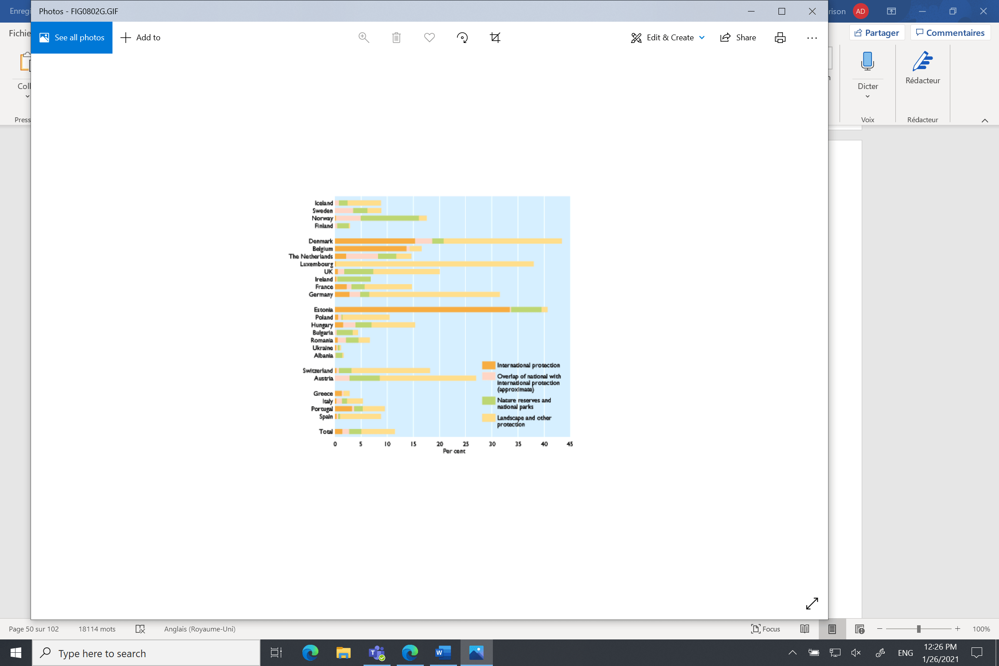 Enreg
Photos - FIG0802G.GIF
rison
AD
Fichie
See all photos
Add to
Edit & Create
Share
Partager
Commentaires
Coll
Dicter
Rédacteur
Press
Voix
Rédacteur
Iceland
Sweden
Norway
Finland
Denmark
Belgium
The Netherlands
Luxembourg
UK
Ireland
France
Germany
Estonia
Poland
Hungary
Bulgaria
Romania
Ukraine
Albania
Switzerland
Austria
Greece
Italy
Portugal
Spain
Total
International protection
Overlap of national with
international protection
(approximate)
Nature reserves and
national parks
Landscape and other
protection
0 5 10 15 20 25 30 35 40 45
Per cent
Page 50 sur 102
18114 mots
Anglais (Royaume-Uni)
Focus
100%
Type here to search
ENG
12:26 PM
1/26/2021